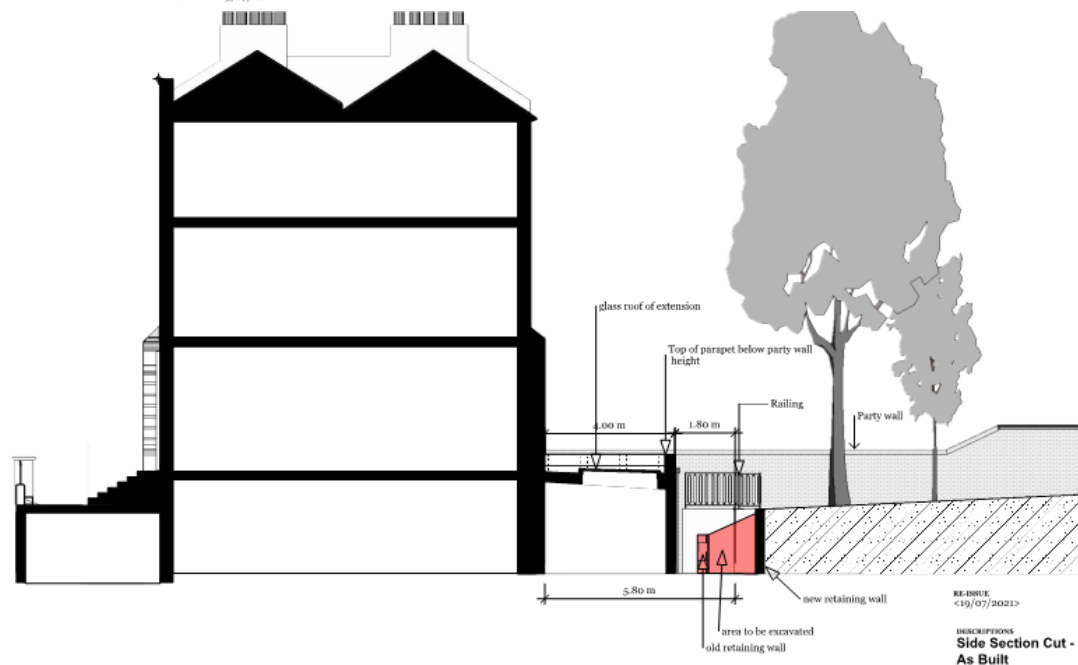 glass roof of extension
Top of parapet below party wall
height
Railing
Party wall
4.00 m
1.80 m
5.80 m
new retaining wall
area to be excavated
old retaining wall
RE-ISSUE
<19/07/2021>
DESCRIPTIONS
Side Section Cut -
As Built